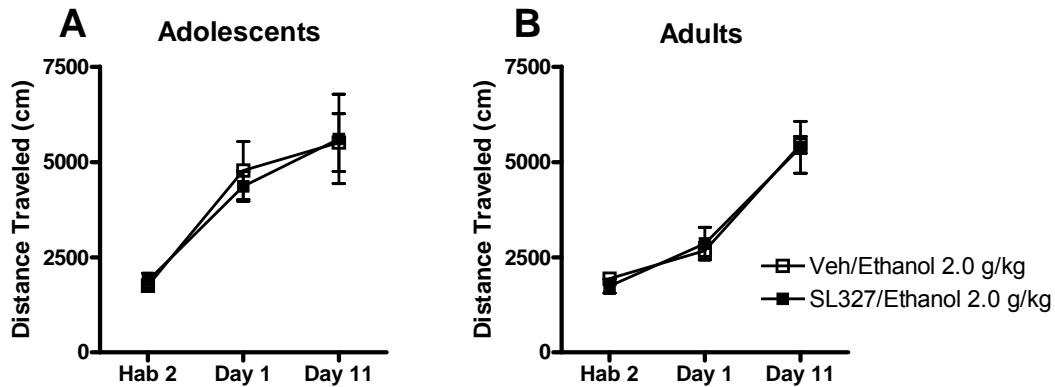 A
Adolescents
Distance Traveled (cm)
7500
5000
2500
0
Hab 2 Day 1 Day 11
B
Adults
Distance Traveled (cm)
7500
5000
2500
0
Hab 2 Day 1 Day 11
Veh/Ethanol 2.0 g/kg
SL327/Ethanol 2.0 g/kg